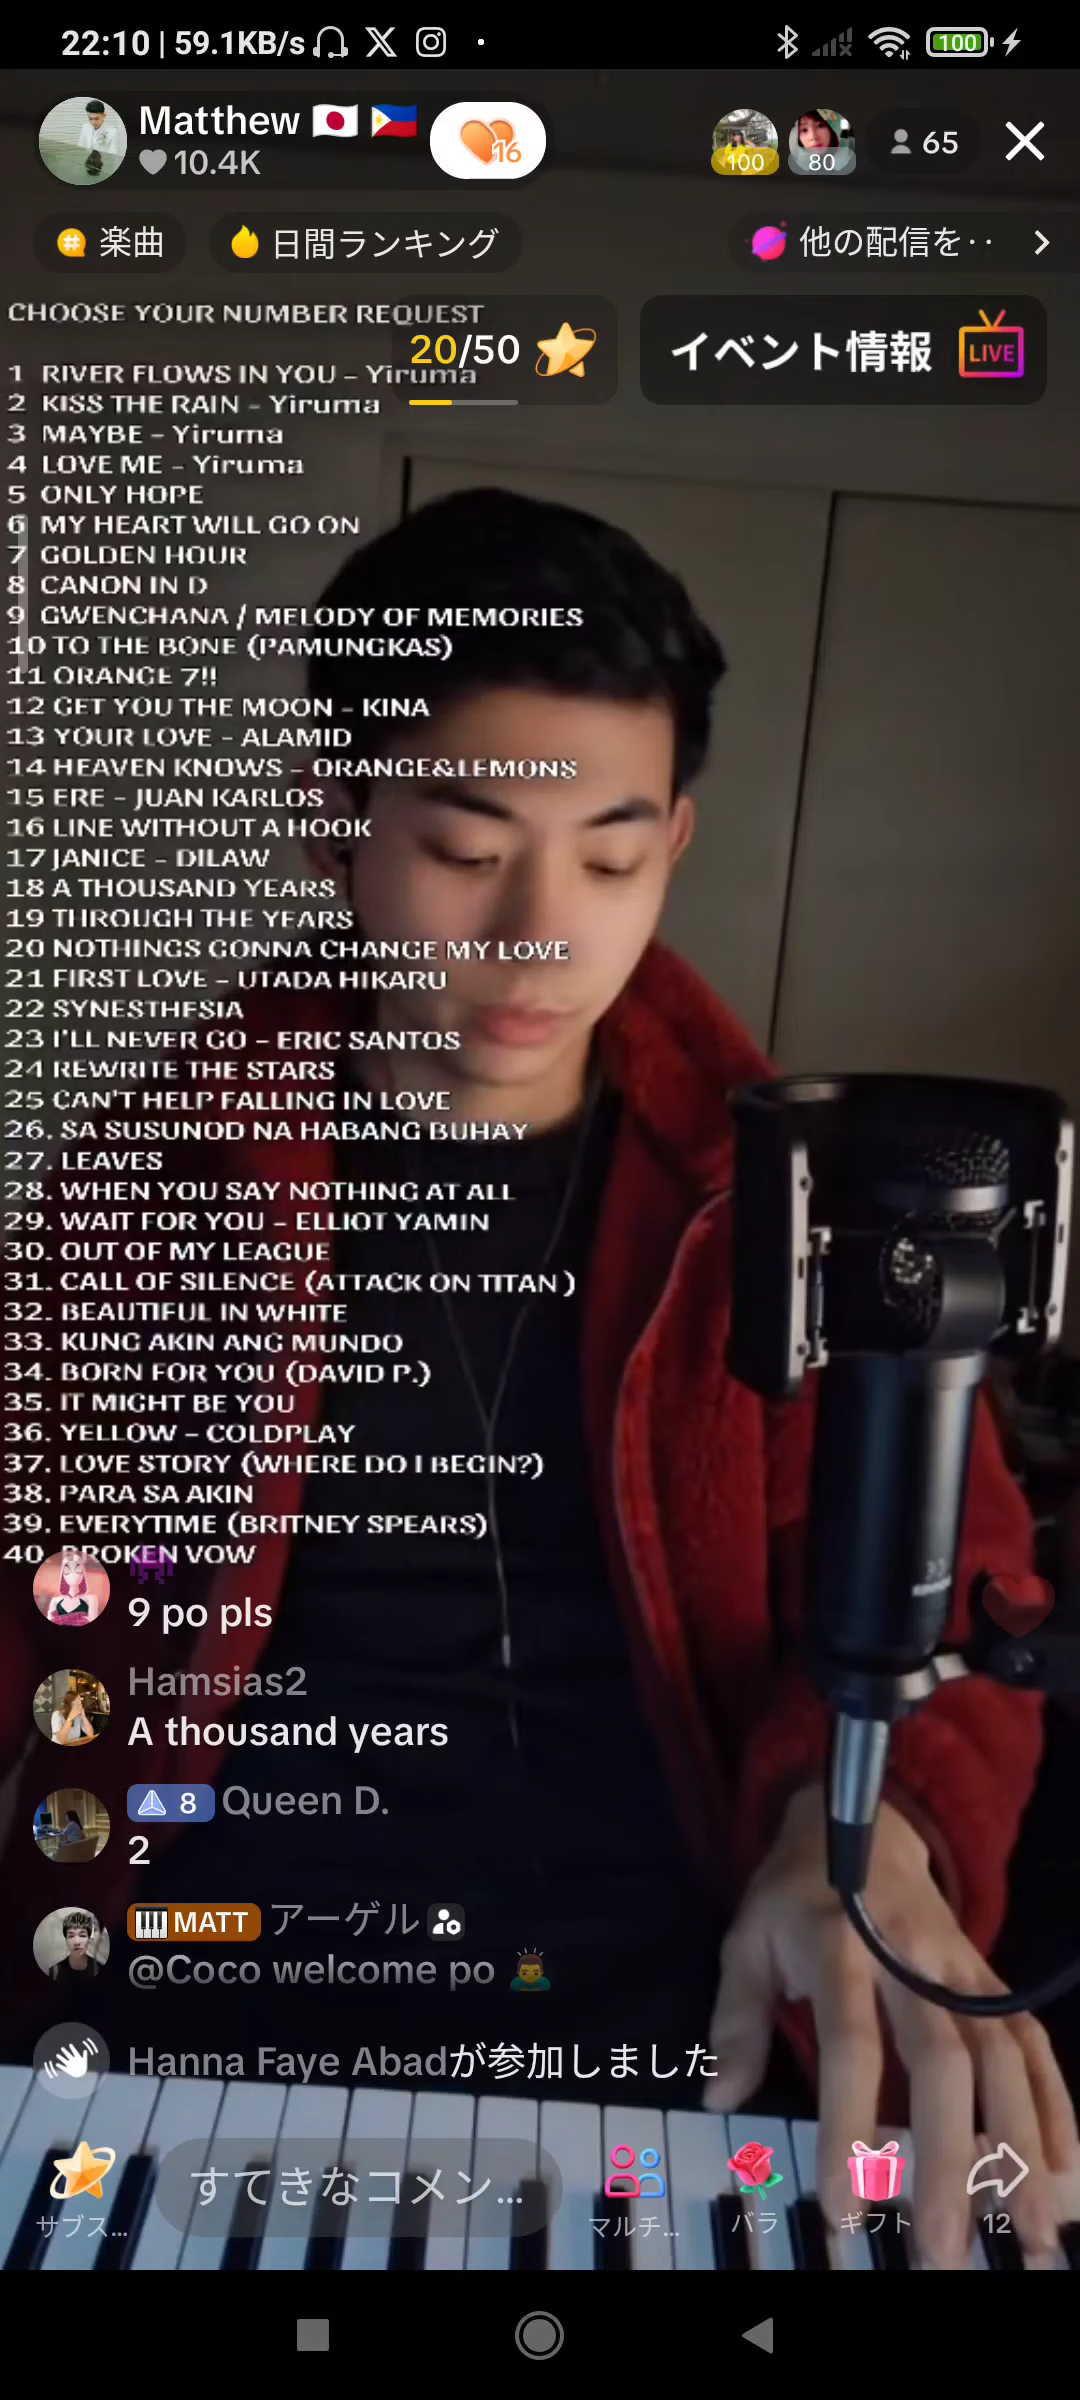 22:10 | 59.1KB/s
100
Matthew 🇯🇵 🇵🇭
10.4K
16
100
80
65
楽曲
日間ランキング
他の配信を‥
20/50
イベント情報
LIVE
CHOOSE YOUR NUMBER REQUEST
1 RIVER FLOWS IN YOU – Yiruma
2 KISS THE RAIN – Yiruma
3 MAYBE – Yiruma
4 LOVE ME – Yiruma
5 ONLY HOPE
6 MY HEART WILL GO ON
7 GOLDEN HOUR
8 CANON IN D
9 GWENCHANA / MELODY OF MEMORIES
10 TO THE BONE (PAMUNGKAS)
11 ORANGE 7!!
12 GET YOU THE MOON – KINA
13 YOUR LOVE – ALAMID
14 HEAVEN KNOWS – ORANGE&LEMONS
15 ERE – JUAN KARLOS
16 LINE WITHOUT A HOOK
17 JANICE – DILAW
18 A THOUSAND YEARS
19 THROUGH THE YEARS
20 NOTHINGS GONNA CHANGE MY LOVE
21 FIRST LOVE – UTADA HIKARU
22 SYNESTHESIA
23 I'LL NEVER GO – ERIC SANTOS
24 REWRITE THE STARS
25 CAN'T HELP FALLING IN LOVE
26. SA SUSUNOD NA HABANG BUHAY
27. LEAVES
28. WHEN YOU SAY NOTHING AT ALL
29. WAIT FOR YOU – ELLIOT YAMIN
30. OUT OF MY LEAGUE
31. CALL OF SILENCE (ATTACK ON TITAN )
32. BEAUTIFUL IN WHITE
33. KUNG AKIN ANG MUNDO
34. BORN FOR YOU (DAVID P.)
35. IT MIGHT BE YOU
36. YELLOW – COLDPLAY
37. LOVE STORY (WHERE DO I BEGIN?)
38. PARA SA AKIN
39. EVERYTIME (BRITNEY SPEARS)
40. BROKEN VOW
9 po pls
Hamsias2
A thousand years
8 Queen D.
2
MATT アーゲル
@Coco welcome po 🙇
Hanna Faye Abadが参加しました
サブス...
すてきなコメン...
マルチ...
バラ
ギフト
12